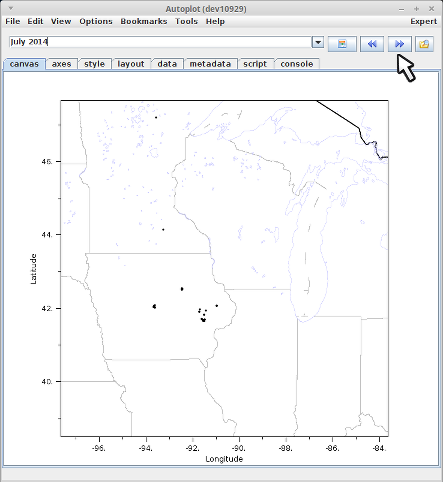 Autoplot (dev10929)
File Edit View Options Bookmarks Tools Help Expert
July 2014
canvas axes style layout data metadata script console
46.
44.
42.
40.
Latitude
-96. -94. -92. -90. -88. -86. -84.
Longitude